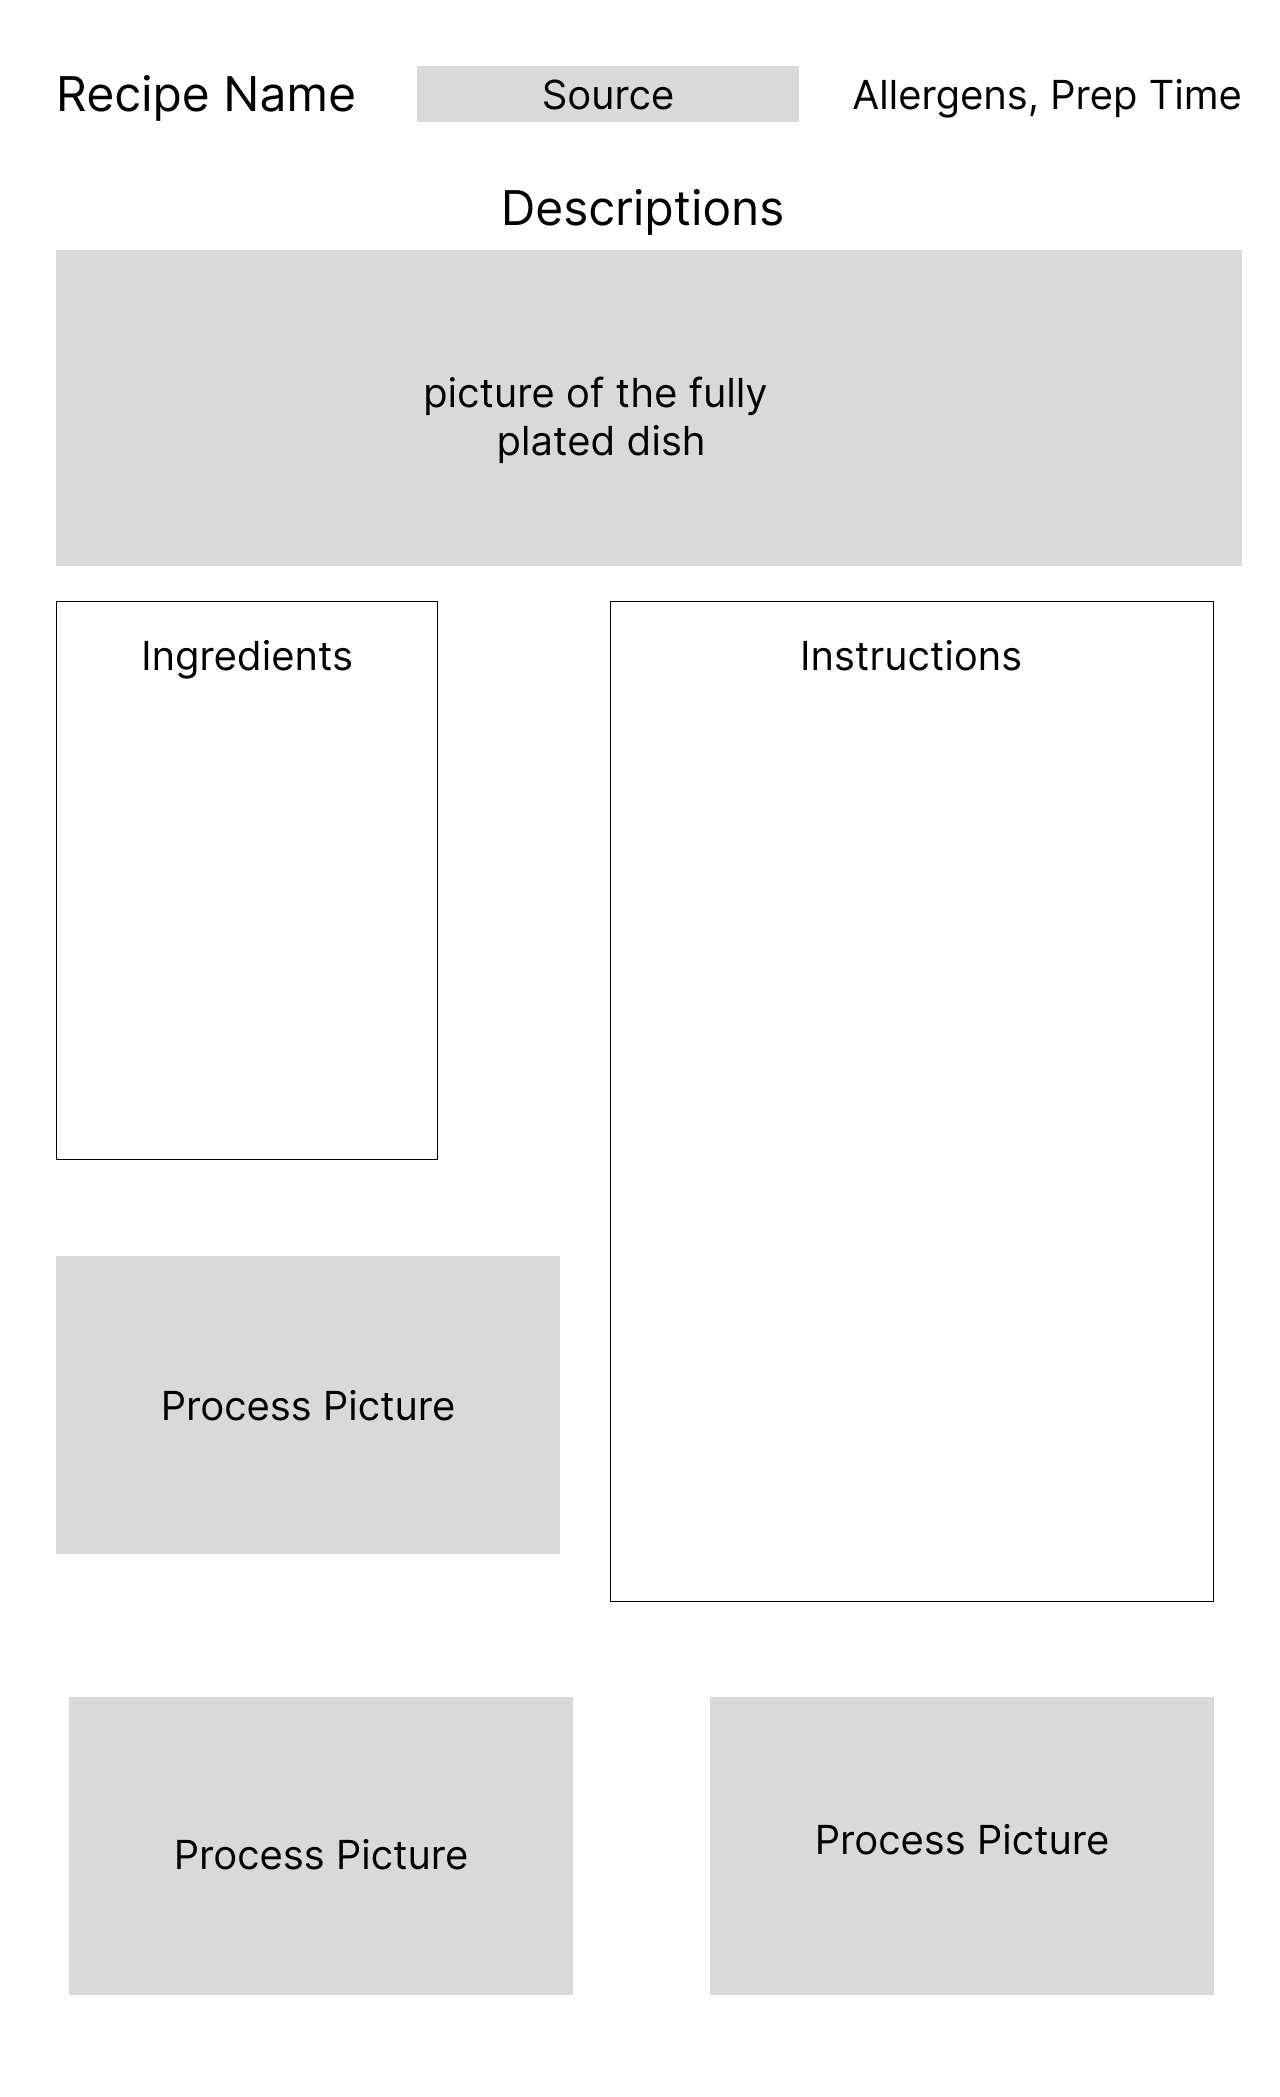 Recipe Name
Source
Allergens, Prep Time
Descriptions
picture of the fully
plated dish
Ingredients
Instructions
Process Picture
Process Picture
Process Picture